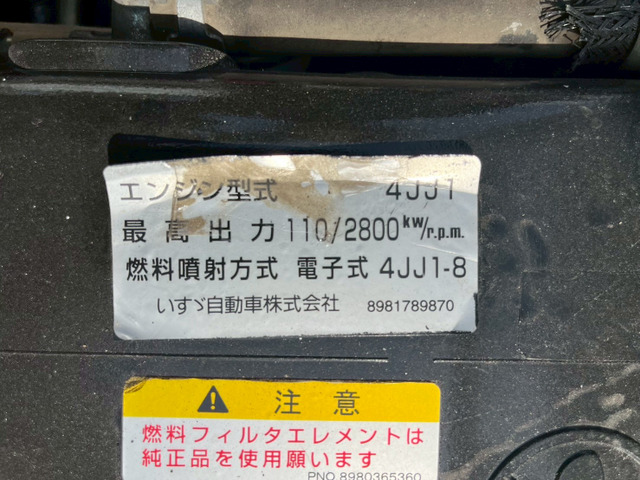 エンジン型式 4JJ1
最高出力 110/2800kW/r.p.m.
燃料噴射方式 電子式 4JJ1-8
いすゞ自動車株式会社 8981789870
注意
燃料フィルタエレメントは
純正品を使用願います
PNO 8980365360